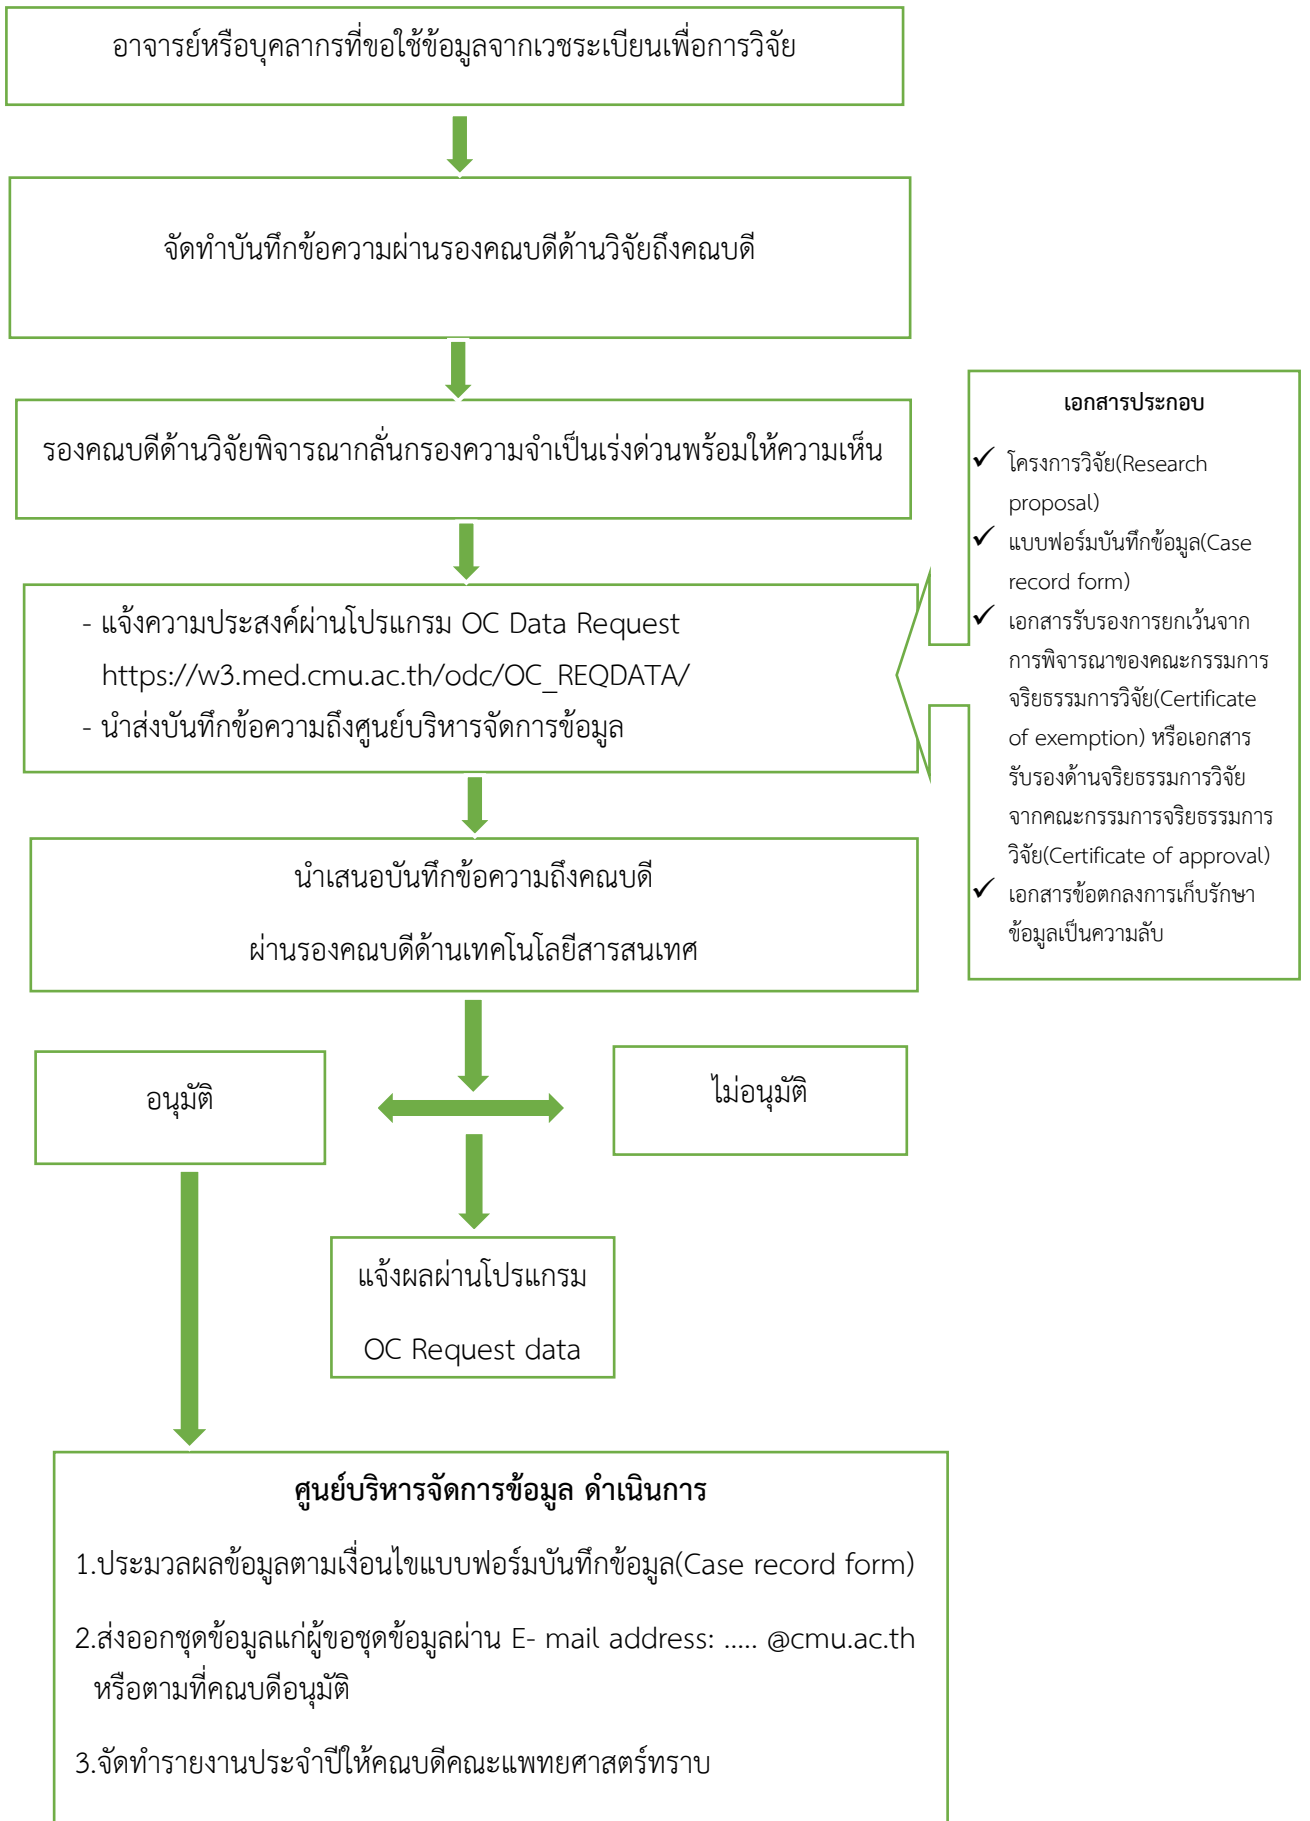 อาจารย์หรือบุคลากรที่ขอใช้ข้อมูลจากเวชระเบียนเพื่อการวิจัย
จัดทำบันทึกข้อความผ่านรองคณบดีด้านวิจัยถึงคณบดี
รองคณบดีด้านวิจัยพิจารณากลั่นกรองความจำเป็นเร่งด่วนพร้อมให้ความเห็น
- แจ้งความประสงค์ผ่านโปรแกรม OC Data Request
https://w3.med.cmu.ac.th/odc/OC_REQDATA/
- นำส่งบันทึกข้อความถึงศูนย์บริหารจัดการข้อมูล
เอกสารประกอบ
✓ โครงการวิจัย(Research
proposal)
✓ แบบฟอร์มบันทึกข้อมูล(Case
record form)
✓ เอกสารรับรองการยกเว้นจาก
การพิจารณาของคณะกรรมการ
จริยธรรมการวิจัย(Certificate
of exemption) หรือเอกสาร
รับรองด้านจริยธรรมการวิจัย
จากคณะกรรมการจริยธรรมการ
วิจัย(Certificate of approval)
✓ เอกสารข้อตกลงการเก็บรักษา
ข้อมูลเป็นความลับ
นำเสนอบันทึกข้อความถึงคณบดี
ผ่านรองคณบดีด้านเทคโนโลยีสารสนเทศ
อนุมัติ
ไม่อนุมัติ
แจ้งผลผ่านโปรแกรม
OC Request data
ศูนย์บริหารจัดการข้อมูล ดำเนินการ
1.ประมวลผลข้อมูลตามเงื่อนไขแบบฟอร์มบันทึกข้อมูล(Case record form)
2.ส่งออกชุดข้อมูลแก่ผู้ขอชุดข้อมูลผ่าน E- mail address: ..... @cmu.ac.th
หรือตามที่คณบดีอนุมัติ
3.จัดทำรายงานประจำปีให้คณบดีคณะแพทยศาสตร์ทราบ